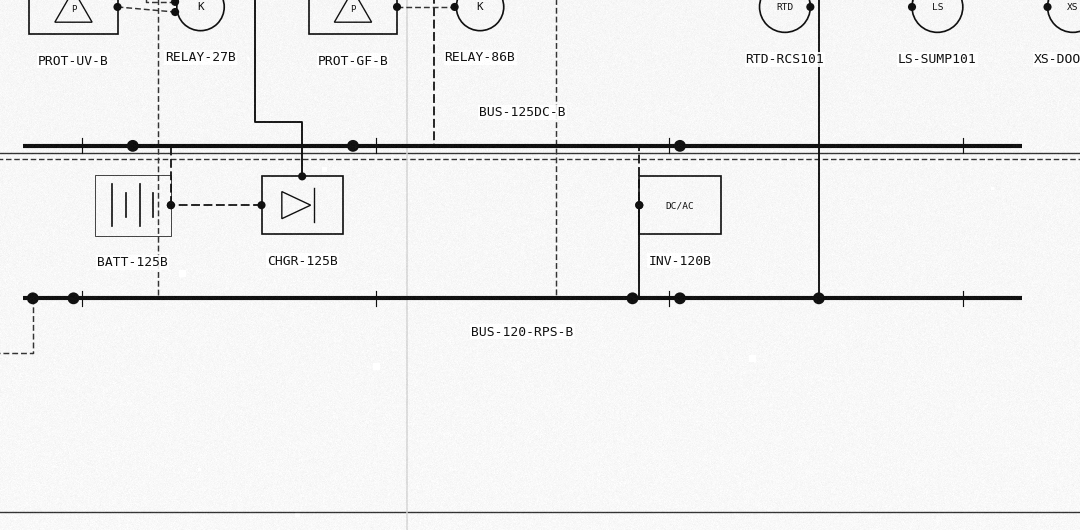 P
K
P
K
RTD
LS
XS
PROT-UV-B
RELAY-27B
PROT-GF-B
RELAY-86B
RTD-RCS101
LS-SUMP101
XS-DOO
BUS-125DC-B
DC/AC
BATT-125B
CHGR-125B
INV-120B
BUS-120-RPS-B